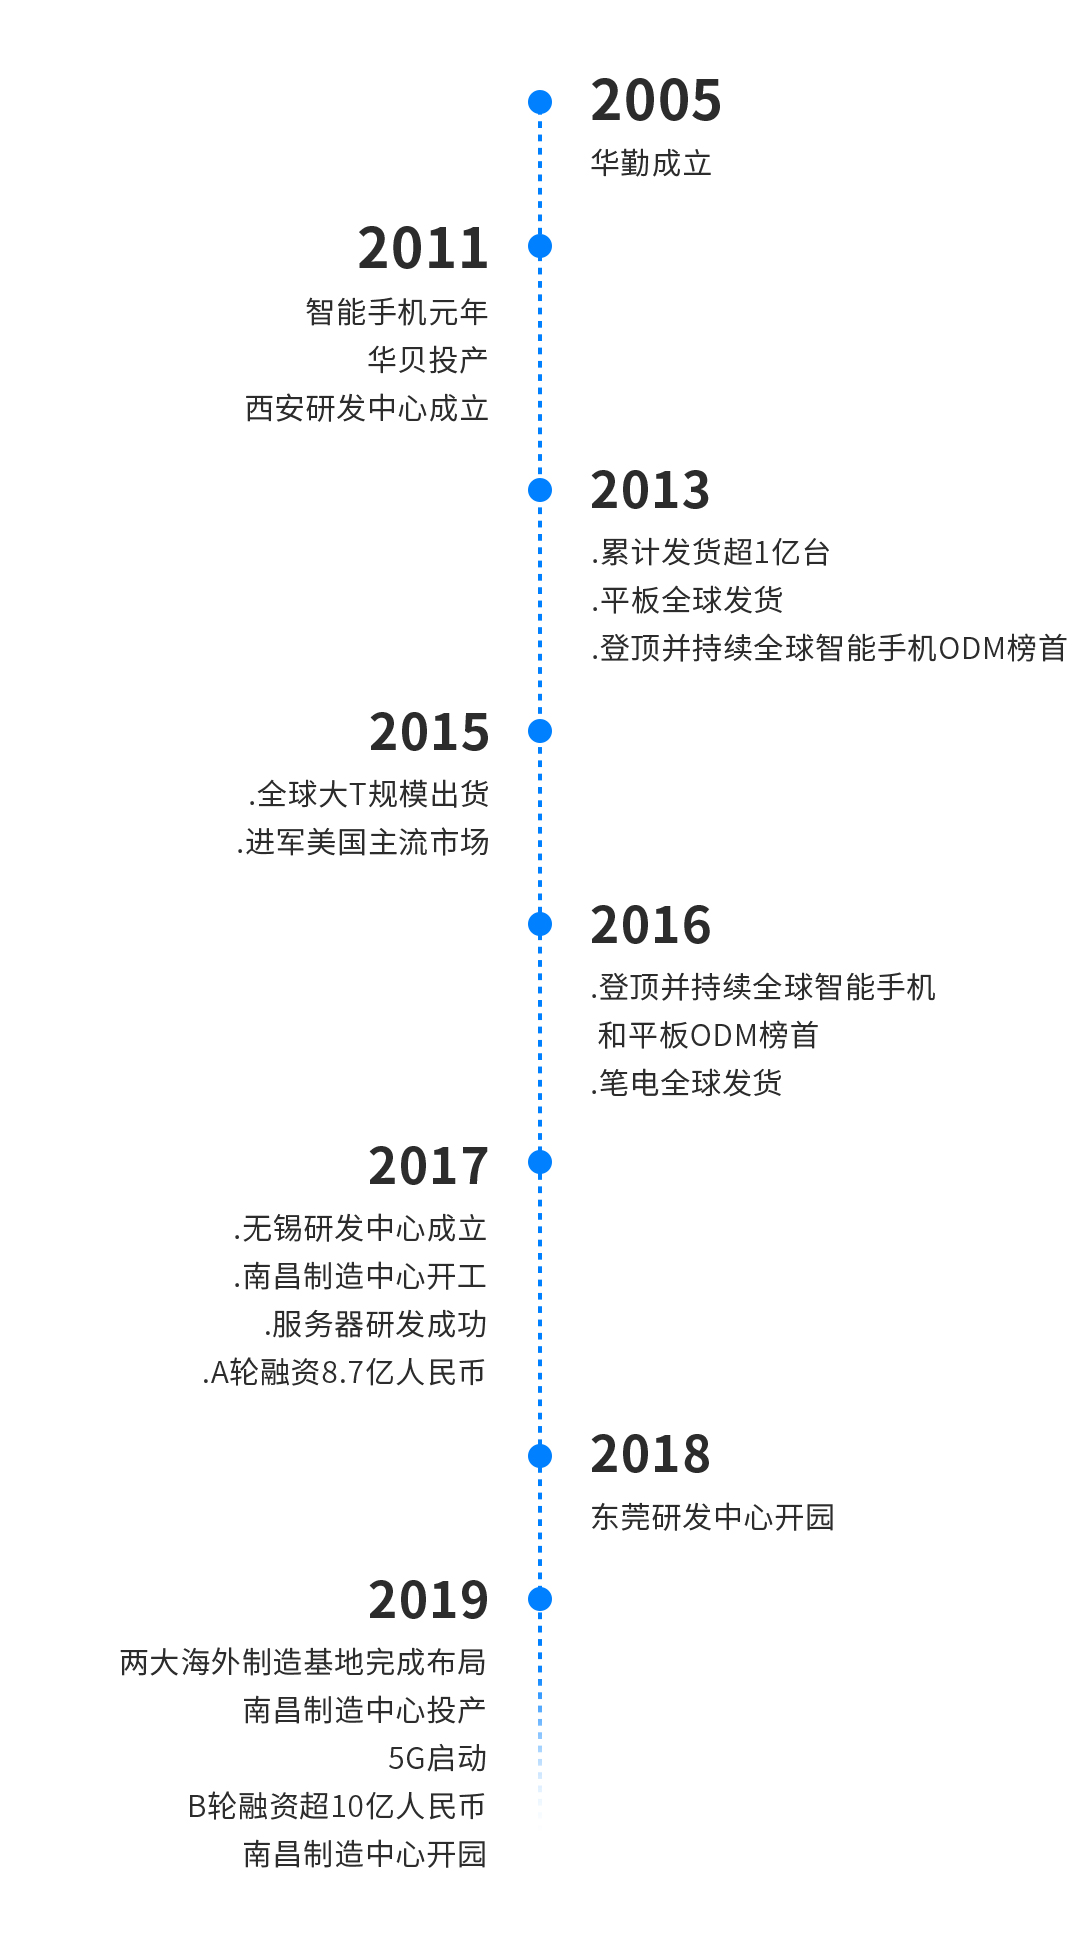 2005
华勤成立
2011
智能手机元年
华贝投产
西安研发中心成立
2013
.累计发货超1亿台
.平板全球发货
.登顶并持续全球智能手机ODM榜首
2015
.全球大T规模出货
.进军美国主流市场
2016
.登顶并持续全球智能手机
和平板ODM榜首
.笔电全球发货
2017
.无锡研发中心成立
.南昌制造中心开工
.服务器研发成功
.A轮融资8.7亿人民币
2018
东莞研发中心开园
2019
两大海外制造基地完成布局
南昌制造中心投产
5G启动
B轮融资超10亿人民币
南昌制造中心开园